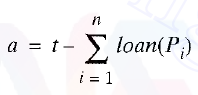 n
a = t – ∑ loan(Pᵢ)
i = 1